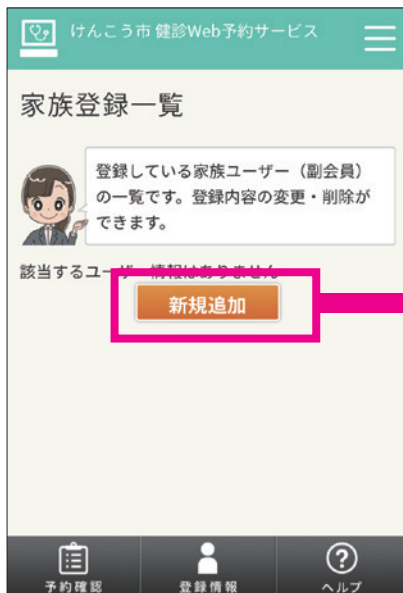 けんこう市 健診Web予約サービス
家族登録一覧
登録している家族ユーザー（副会員）
の一覧です。登録内容の変更・削除が
できます。
該当するユーザー情報はありません
新規追加
予約確認
登録情報
ヘルプ